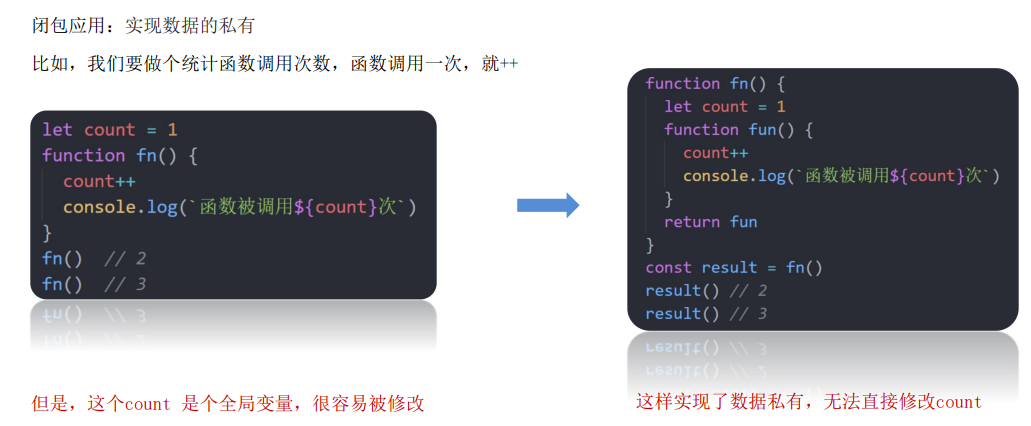 闭包应用：实现数据的私有
比如，我们要做个统计函数调用次数，函数调用一次，就++
let count = 1
function fn() {
count++
console.log(`函数被调用${count}次`)
}
fn()  // 2
fn()  // 3
但是，这个count 是个全局变量，很容易被修改
function fn() {
let count = 1
function fun() {
count++
console.log(`函数被调用${count}次`)
}
return fun
}
const result = fn()
result() // 2
result() // 3
这样实现了数据私有，无法直接修改count